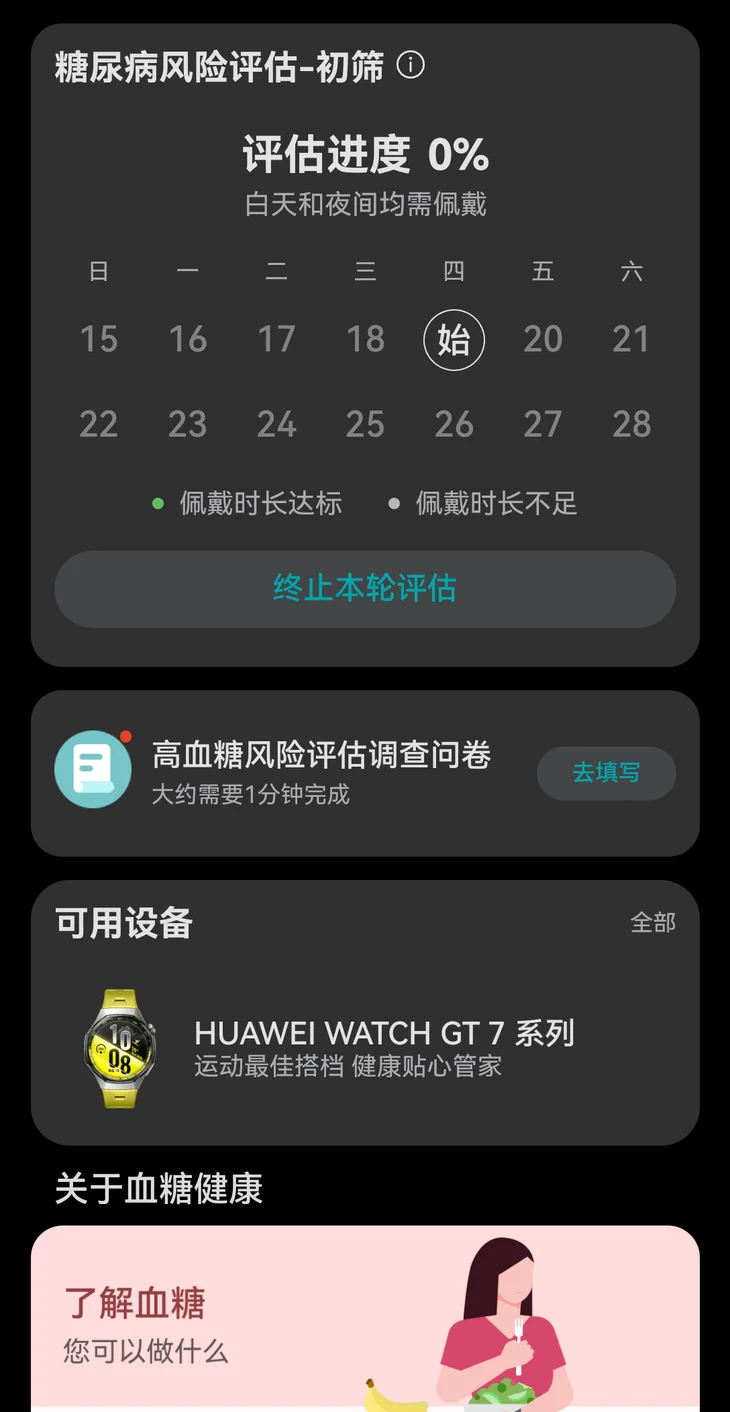 糖尿病风险评估-初筛
评估进度 0%
白天和夜间均需佩戴
日 一 二 三 四 五 六
15 16 17 18 始 20 21
22 23 24 25 26 27 28
佩戴时长达标 佩戴时长不足
终止本轮评估
高血糖风险评估调查问卷
大约需要1分钟完成
去填写
可用设备
全部
10
08
HUAWEI WATCH GT 7 系列
运动最佳搭档 健康贴心管家
关于血糖健康
了解血糖
您可以做什么